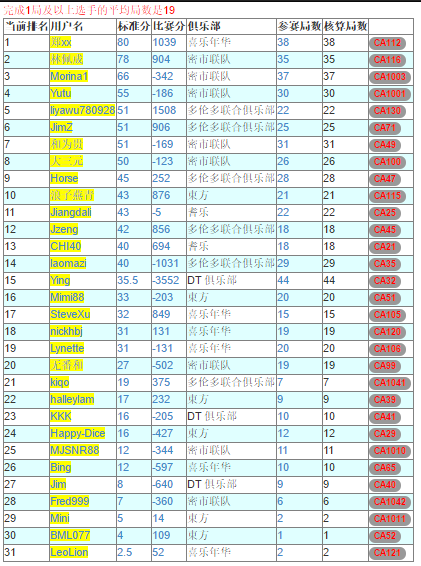 完成1局及以上选手的平均局数是19
当前排名 用户名 标准分 比赛分 俱乐部 参赛局数 核算局数
1 xx 80 1039 喜乐年华 38 38 CA112
2 林佩成 78 904 密市联队 35 35 CA116
3 Morina1 66 -342 密市联队 37 37 CA1003
4 Yutu 55 -186 密市联队 30 30 CA1001
5 liyawu780928 51 1508 多伦多联合俱乐部 22 22 CA130
6 JimZ 51 906 多伦多联合俱乐部 25 25 CA71
7 和为贵 51 -169 密市联队 31 31 CA49
8 大三元 50 -123 密市联队 26 26 CA100
9 Horse 45 252 多伦多联合俱乐部 28 28 CA47
10 浪子燕青 43 876 東方 21 21 CA115
11 Jiangdali 43 -5 耆乐 22 22 CA25
12 Jzeng 42 856 多伦多联合俱乐部 18 18 CA45
13 CHI40 40 694 耆乐 18 18 CA21
14 laomazi 40 -1031 多伦多联合俱乐部 29 29 CA35
15 Ying 35.5 -3552 DT俱乐部 44 44 CA32
16 Mimi88 33 -203 東方 20 20 CA51
17 SteveXu 32 849 喜乐年华 15 15 CA105
18 nickhbj 31 131 喜乐年华 19 19 CA120
19 Lynette 31 -131 喜乐年华 20 20 CA106
20 无番和 27 -502 密市联队 19 19 CA99
21 kiqo 19 375 多伦多联合俱乐部 7 7 CA1041
22 halleylam 17 232 東方 9 9 CA39
23 KKK 16 -205 DT俱乐部 10 10 CA41
24 Happy-Dice 16 -427 東方 12 12 CA29
25 MJSNR88 12 -344 密市联队 11 11 CA1010
26 Bing 12 -597 喜乐年华 10 10 CA65
27 Jim 8 -640 DT俱乐部 9 9 CA40
28 Fred999 7 -360 密市联队 6 6 CA1042
29 Mini 5 14 東方 2 2 CA1011
30 BML077 4 109 東方 1 1 CA52
31 LeoLion 2.5 52 喜乐年华 2 2 CA121